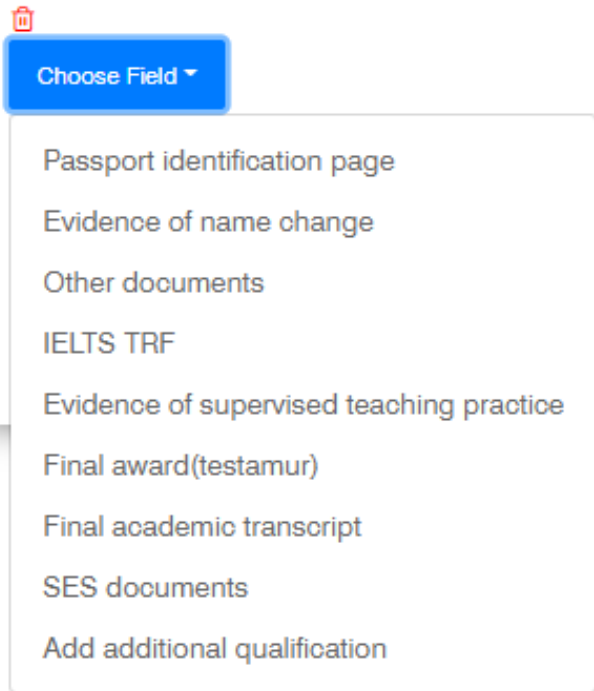 Choose Field
Passport identification page
Evidence of name change
Other documents
IELTS TRF
Evidence of supervised teaching practice
Final award(testamur)
Final academic transcript
SES documents
Add additional qualification